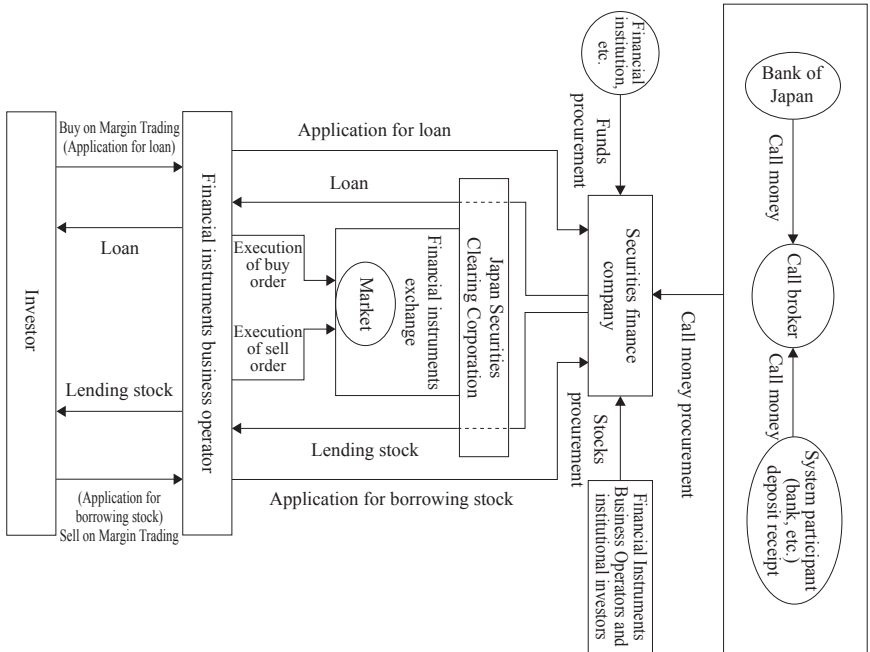 Investor
Buy on Margin Trading
(Application for loan)
Loan
Lending stock
(Application for
borrowing stock)
Sell on Margin Trading
Financial instruments business operator
Application for loan
Loan
Execution
of buy
order
Execution
of sell
order
Lending stock
Application for borrowing stock
Market
Financial instruments
exchange
Japan Securities
Clearing Corporation
Financial
institution,
etc.
Funds
procurement
Securities finance
company
Stocks
procurement
Financial Instruments
Business Operators and
institutional investors
Call money procurement
Bank of
Japan
Call money
Call broker
Call money
System participant
(bank, etc.)
deposit receipt